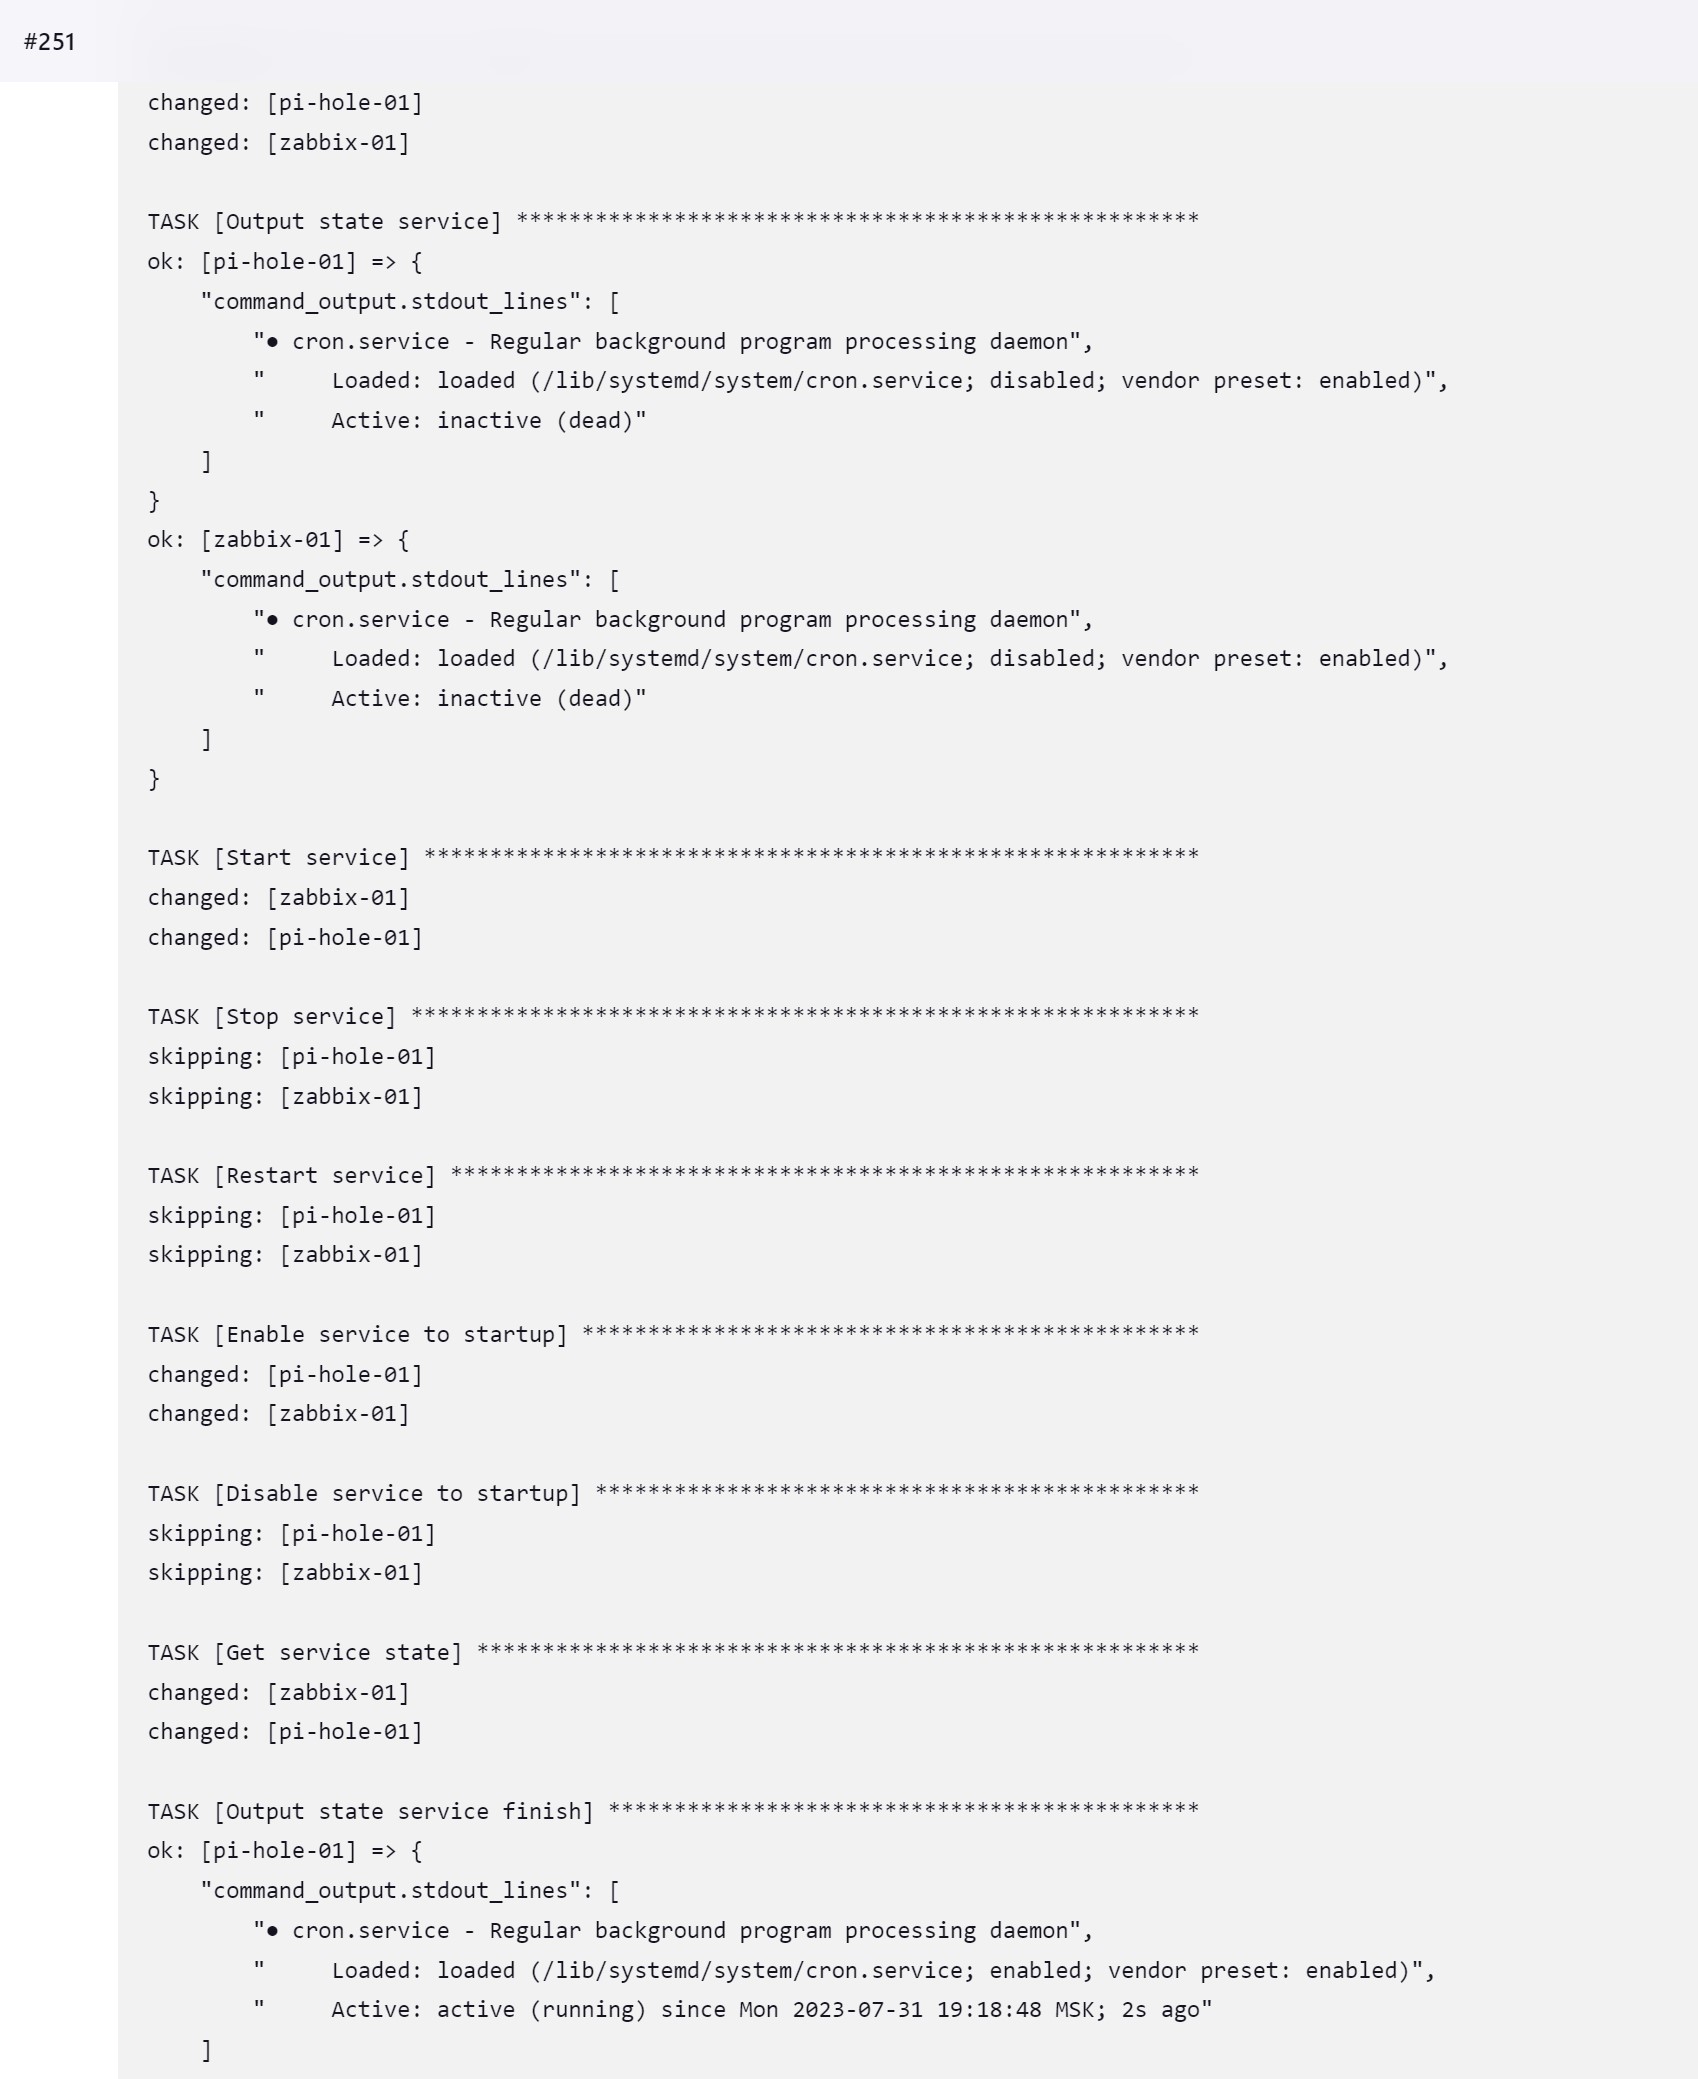 #251
changed: [pi-hole-01]
changed: [zabbix-01]

TASK [Output state service] ****************************************************
ok: [pi-hole-01] => {
    "command_output.stdout_lines": [
        "● cron.service - Regular background program processing daemon",
        "     Loaded: loaded (/lib/systemd/system/cron.service; disabled; vendor preset: enabled)",
        "     Active: inactive (dead)"
    ]
}
ok: [zabbix-01] => {
    "command_output.stdout_lines": [
        "● cron.service - Regular background program processing daemon",
        "     Loaded: loaded (/lib/systemd/system/cron.service; disabled; vendor preset: enabled)",
        "     Active: inactive (dead)"
    ]
}

TASK [Start service] ***********************************************************
changed: [zabbix-01]
changed: [pi-hole-01]

TASK [Stop service] ************************************************************
skipping: [pi-hole-01]
skipping: [zabbix-01]

TASK [Restart service] *********************************************************
skipping: [pi-hole-01]
skipping: [zabbix-01]

TASK [Enable service to startup] ***********************************************
changed: [pi-hole-01]
changed: [zabbix-01]

TASK [Disable service to startup] **********************************************
skipping: [pi-hole-01]
skipping: [zabbix-01]

TASK [Get service state] *******************************************************
changed: [zabbix-01]
changed: [pi-hole-01]

TASK [Output state service finish] *********************************************
ok: [pi-hole-01] => {
    "command_output.stdout_lines": [
        "● cron.service - Regular background program processing daemon",
        "     Loaded: loaded (/lib/systemd/system/cron.service; enabled; vendor preset: enabled)",
        "     Active: active (running) since Mon 2023-07-31 19:18:48 MSK; 2s ago"
    ]